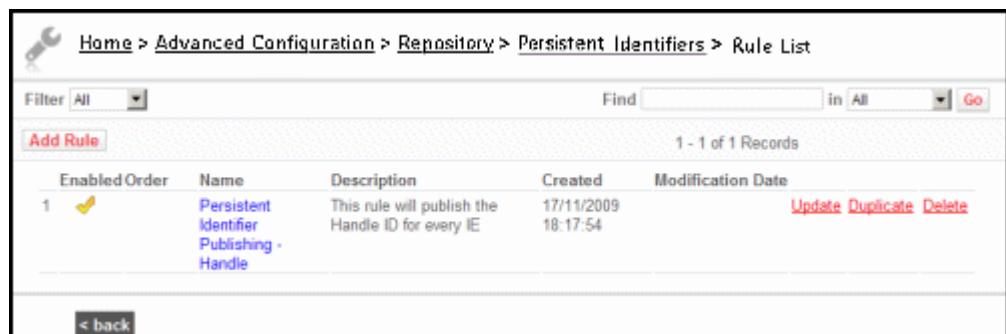 Home > Advanced Configuration > Repository > Persistent Identifiers > Rule List
Filter All Find in All Go
Add Rule 1 - 1 of 1 Records
Enabled Order Name Description Created Modification Date
1 Persistent This rule will publish the 17/11/2009 Update Duplicate Delete
Identifier Handle ID for every IE 18:17:54
Publishing -
Handle
< back